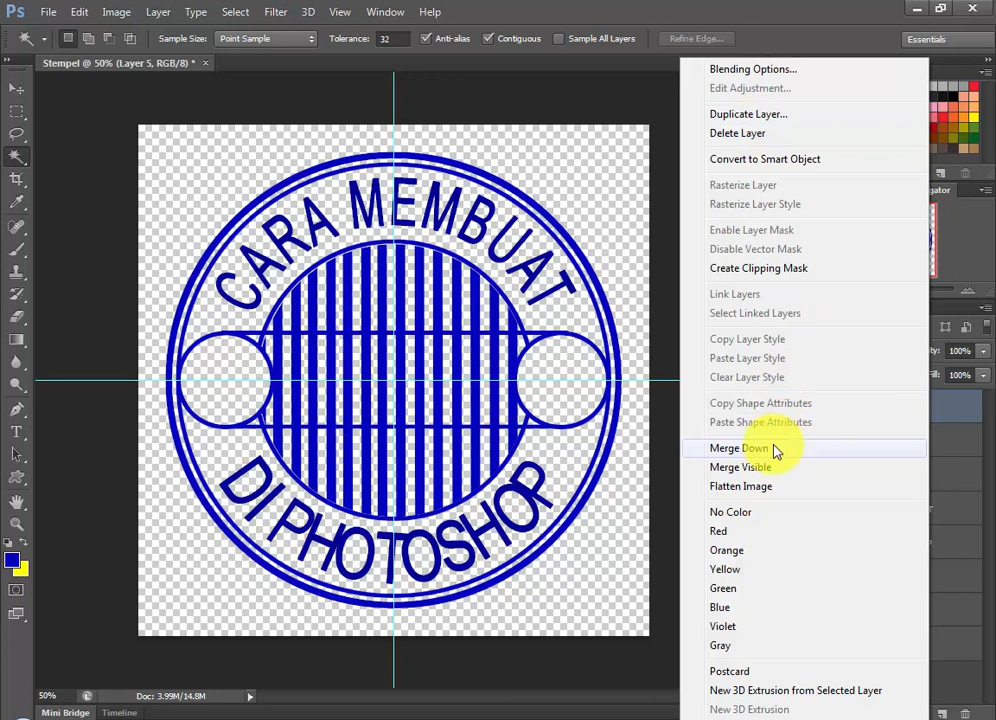 Ps File Edit Image Layer Type Select Filter 3D View Window Help
Sample Size: Point Sample Tolerance: 32 Anti-alias Contiguous Sample All Layers Refine Edge... Essentials
Stempel @ 50% (Layer 5, RGB/8) * ×
CARA MEMBUAT
DI PHOTOSHOP
Blending Options...
Edit Adjustment...
Duplicate Layer...
Delete Layer
Convert to Smart Object
Rasterize Layer
Rasterize Layer Style
Enable Layer Mask
Disable Vector Mask
Create Clipping Mask
Link Layers
Select Linked Layers
Copy Layer Style
Paste Layer Style
Clear Layer Style
Copy Shape Attributes
Paste Shape Attributes
Merge Down
Merge Visible
Flatten Image
No Color
Red
Orange
Yellow
Green
Blue
Violet
Gray
Postcard
New 3D Extrusion from Selected Layer
New 3D Extrusion
100%
100%
50% Doc: 3.99M/14.8M
Mini Bridge Timeline